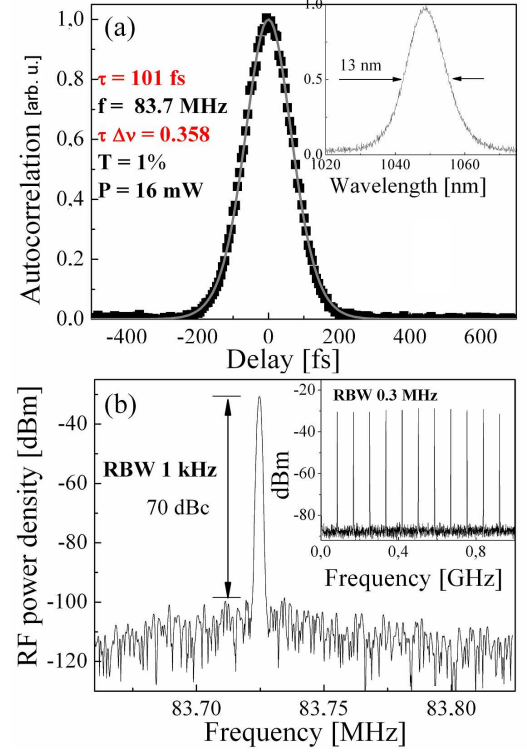 (a)
τ = 101 fs
f = 83.7 MHz
τ Δν = 0.358
T = 1%
P = 16 mW
Autocorrelation [arb. u.]
1,0
0,8
0,6
0,4
0,2
0,0
-400 -200 0 200 400 600
Delay [fs]
1,0
0,5
0,0
13 nm
1020 1040 1060
Wavelength [nm]
(b)
RBW 1 kHz
70 dBc
RF power density [dBm]
-40
-60
-80
-100
-120
83.70 83.75 83.80
Frequency [MHz]
RBW 0.3 MHz
dBm
-20
-40
-60
-80
0,0 0,4 0,8
Frequency [GHz]